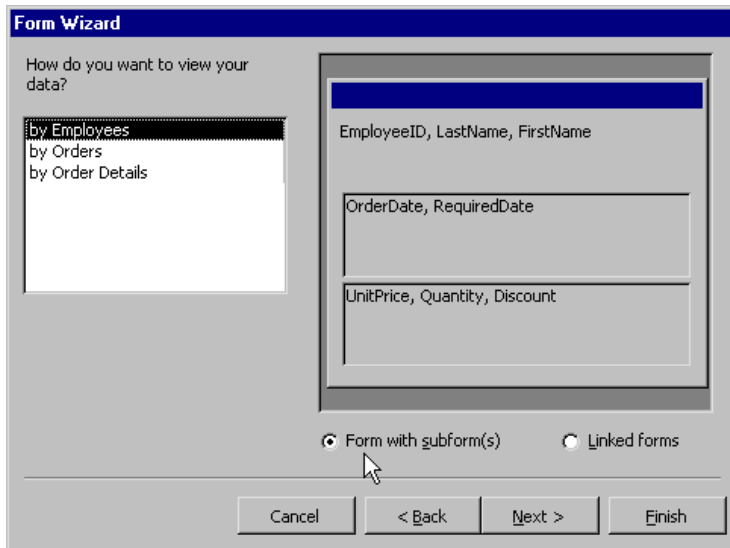 Form Wizard
How do you want to view your
data?
by Employees
by Orders
by Order Details
EmployeeID, LastName, FirstName
OrderDate, RequiredDate
UnitPrice, Quantity, Discount
Form with subform(s)
Linked forms
Cancel
< Back
Next >
Finish